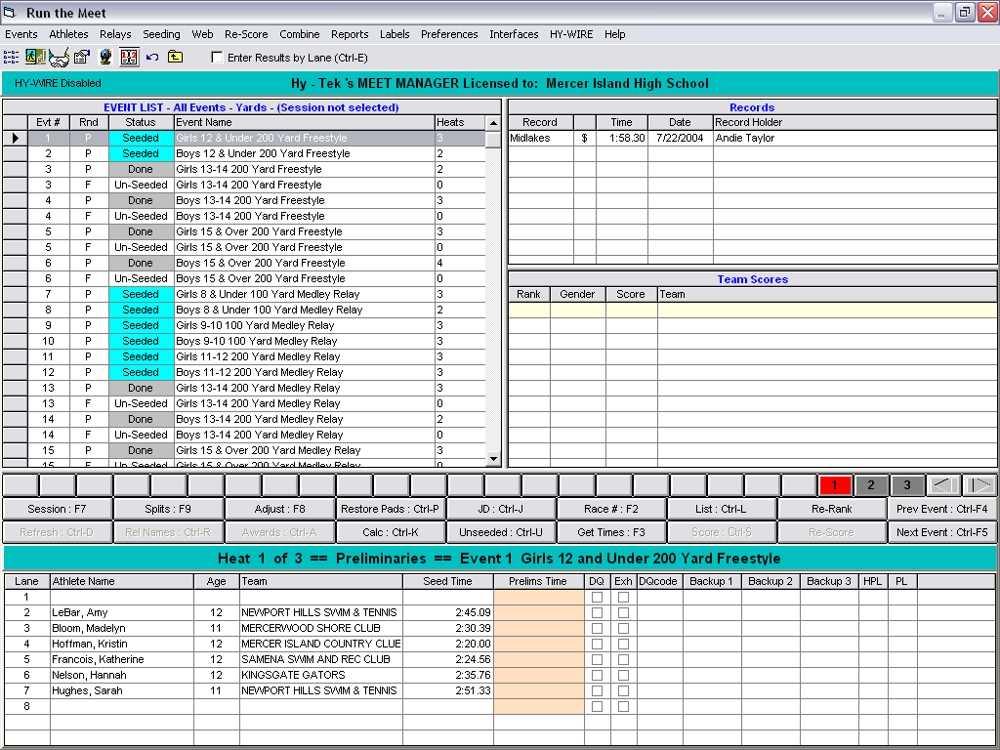 Run the Meet
Events Athletes Relays Seeding Web Re-Score Combine Reports Labels Preferences Interfaces HY-WIRE Help
Enter Results by Lane (Ctrl-E)
HY-WIRE Disabled Hy - Tek 's MEET MANAGER Licensed to: Mercer Island High School
EVENT LIST - All Events - Yards - (Session not selected)
Evt # Rnd Status Event Name Heats
1 P Seeded Girls 12 & Under 200 Yard Freestyle 3
2 P Seeded Boys 12 & Under 200 Yard Freestyle 2
3 P Done Girls 13-14 200 Yard Freestyle 2
3 F Un-Seeded Girls 13-14 200 Yard Freestyle 0
4 P Done Boys 13-14 200 Yard Freestyle 3
4 F Un-Seeded Boys 13-14 200 Yard Freestyle 0
5 P Done Girls 15 & Over 200 Yard Freestyle 3
5 F Un-Seeded Girls 15 & Over 200 Yard Freestyle 0
6 P Done Boys 15 & Over 200 Yard Freestyle 4
6 F Un-Seeded Boys 15 & Over 200 Yard Freestyle 0
7 P Seeded Girls 8 & Under 100 Yard Medley Relay 3
8 P Seeded Boys 8 & Under 100 Yard Medley Relay 2
9 P Seeded Girls 9-10 100 Yard Medley Relay 3
10 P Seeded Boys 9-10 100 Yard Medley Relay 3
11 P Seeded Girls 11-12 200 Yard Medley Relay 3
12 P Seeded Boys 11-12 200 Yard Medley Relay 3
13 P Done Girls 13-14 200 Yard Medley Relay 3
13 F Un-Seeded Girls 13-14 200 Yard Medley Relay 0
14 P Done Boys 13-14 200 Yard Medley Relay 2
14 F Un-Seeded Boys 13-14 200 Yard Medley Relay 0
15 P Done Girls 15 & Over 200 Yard Medley Relay 3
15 F Un-Seeded Girls 15 & Over 200 Yard Medley Relay 0
Records
Record $ Time Date Record Holder
Midlakes $ 1:58.30 7/22/2004 Andie Taylor
Team Scores
Rank Gender Score Team
1 2 3
Session : F7 Splits : F9 Adjust : F8 Restore Pads : Ctrl-P JD : Ctrl-J Race # : F2 List : Ctrl-L Re-Rank Prev Event : Ctrl-F4
Refresh : Ctrl-D Rel Names : Ctrl-R Awards : Ctrl-A Calc : Ctrl-K Unseeded : Ctrl-U Get Times : F3 Score : Ctrl-S Re-Score Next Event : Ctrl-F5
Heat 1 of 3 == Preliminaries == Event 1 Girls 12 and Under 200 Yard Freestyle
Lane Athlete Name Age Team Seed Time Prelims Time DQ Exh DQcode Backup 1 Backup 2 Backup 3 HPL PL
1
2 LeBar, Amy 12 NEWPORT HILLS SWIM & TENNIS 2:45.09
3 Bloom, Madelyn 11 MERCERWOOD SHORE CLUB 2:30.39
4 Hoffman, Kristin 12 MERCER ISLAND COUNTRY CLUE 2:20.00
5 Francois, Katherine 12 SAMENA SWIM AND REC CLUB 2:24.56
6 Nelson, Hannah 12 KINGSGATE GATORS 2:35.76
7 Hughes, Sarah 11 NEWPORT HILLS SWIM & TENNIS 2:51.33
8